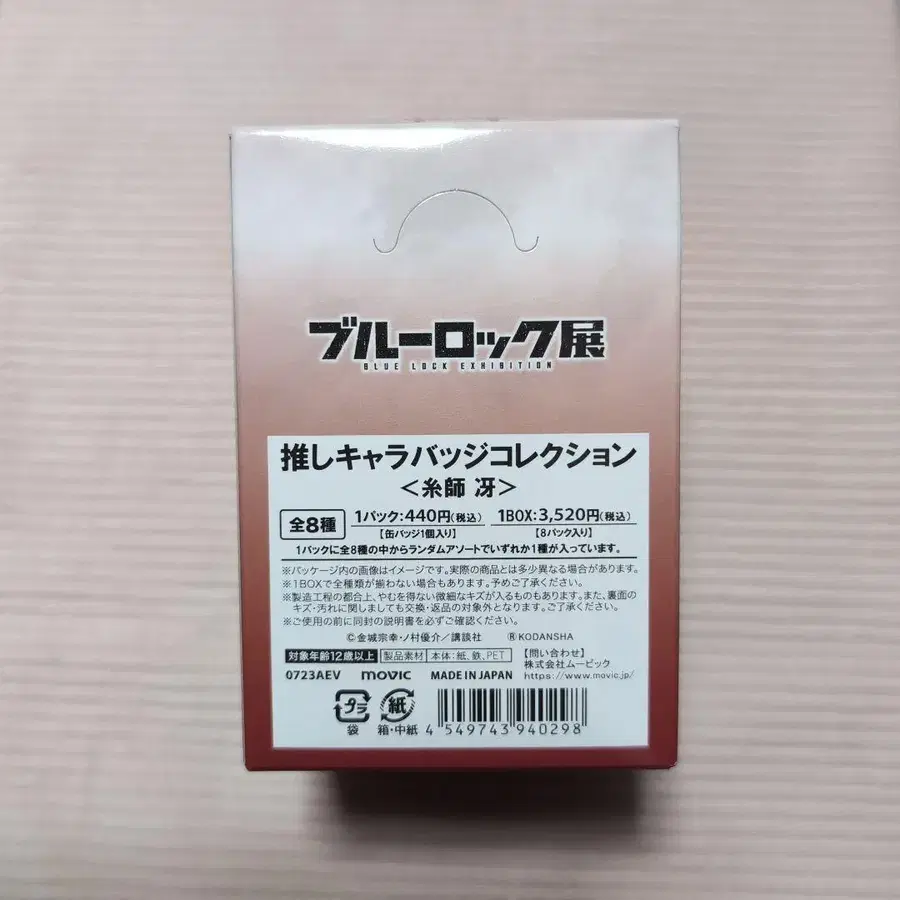 ブルーロック展
BLUE LOCK EXHIBITION
推しキャラバッジコレクション
<糸師 冴>
全8種 1パック:440円(税込) 1BOX:3,520円(税込)
【缶バッジ1個入り】 【8パック入り】
1パックに全8種の中からランダムアソートでいずれか1種が入っています。
※パッケージ内の画像はイメージです。実際の商品とは多少異なる場合があります。
※1BOXで全種類が揃わない場合もあります。予めご了承ください。
※製造工程の都合上、やむを得ない微細なキズが入るものもあります。また、裏面の
キズ・汚れに関しましても交換・返品の対象外となります。ご了承ください。
※ご使用の前に同封の説明書を必ずご確認ください。
©金城宗幸・ノ村優介/講談社 ®KODANSHA
対象年齢12歳以上 製品素材 本体:紙、鉄、PET 【問い合わせ】
株式会社ムービック
0723AEV movic MADE IN JAPAN https://www.movic.jp/
プラ 紙
袋 箱・中紙 4 549743 940298